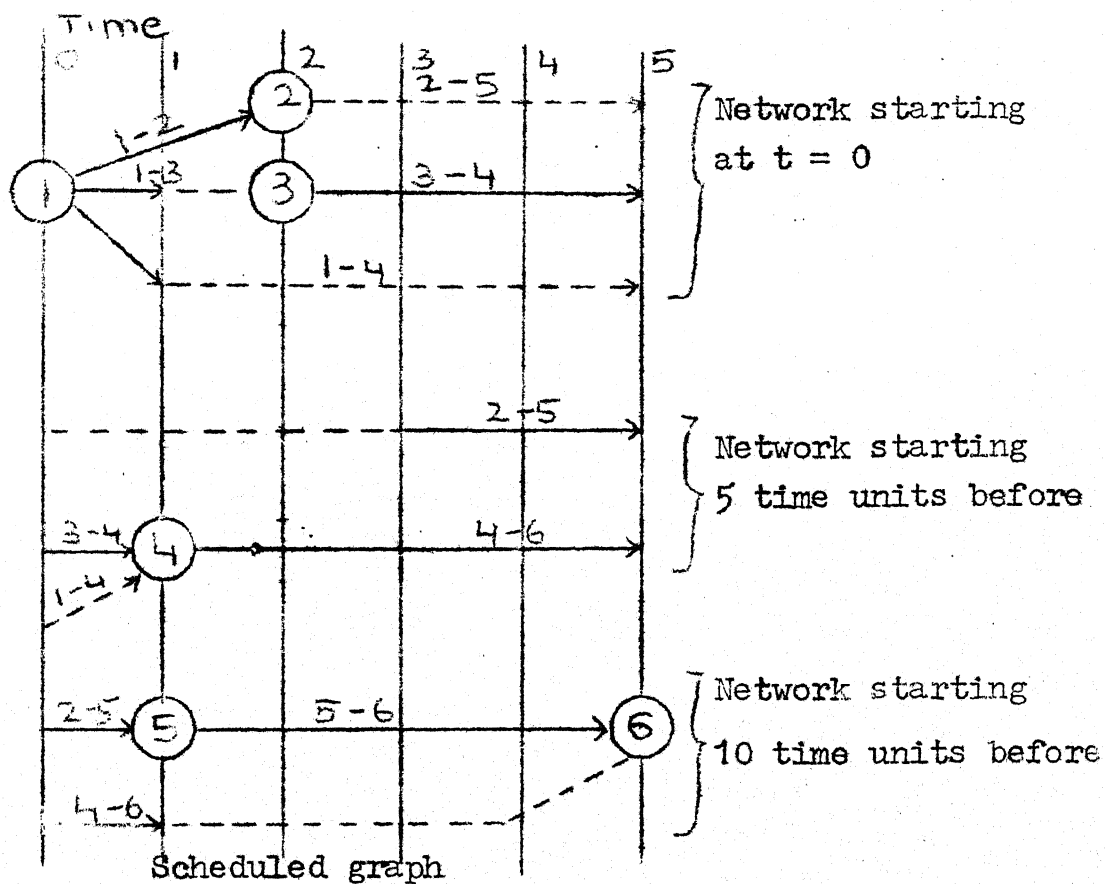 Time
0 1 2 3 4 5
2 2-5
1-2
1 1-3 3 3-4
1-4
Network starting
at t = 0
2-5
3-4 4 4-6
1-4
Network starting
5 time units before
2-5 5 5-6 6
4-6
Network starting
10 time units before
Scheduled graph